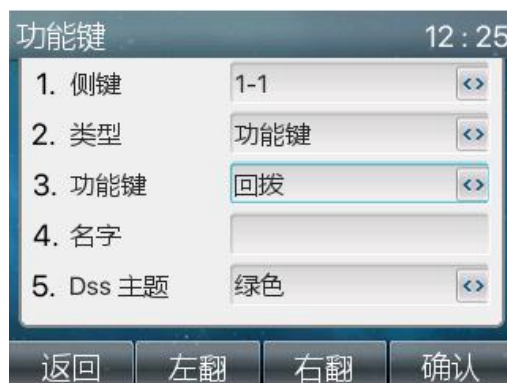 功能键 12:25
1. 侧键 1-1
2. 类型 功能键
3. 功能键 回拨
4. 名字
5. Dss 主题 绿色
返回 左翻 右翻 确认